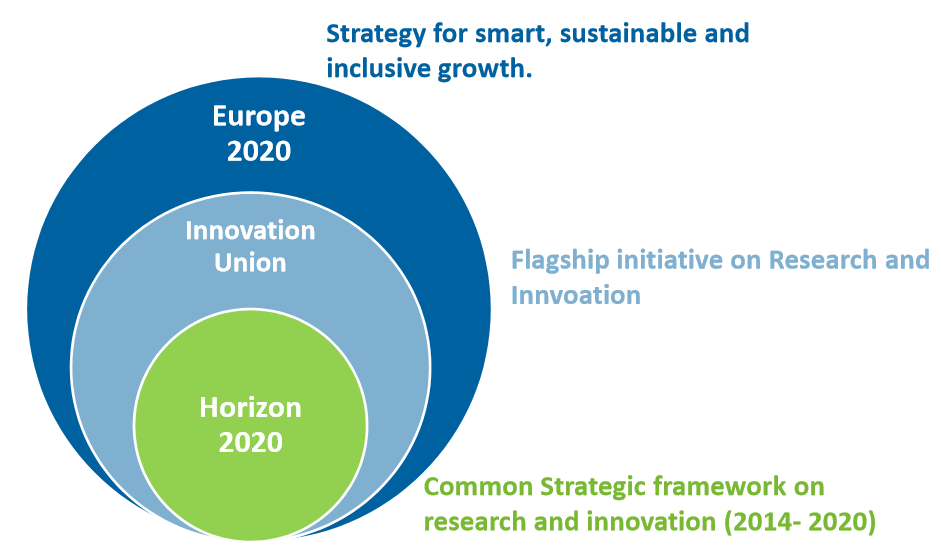 Strategy for smart, sustainable and
inclusive growth.
Europe
2020
Innovation
Union
Flagship initiative on Research and
Innvoation
Horizon
2020
Common Strategic framework on
research and innovation (2014- 2020)